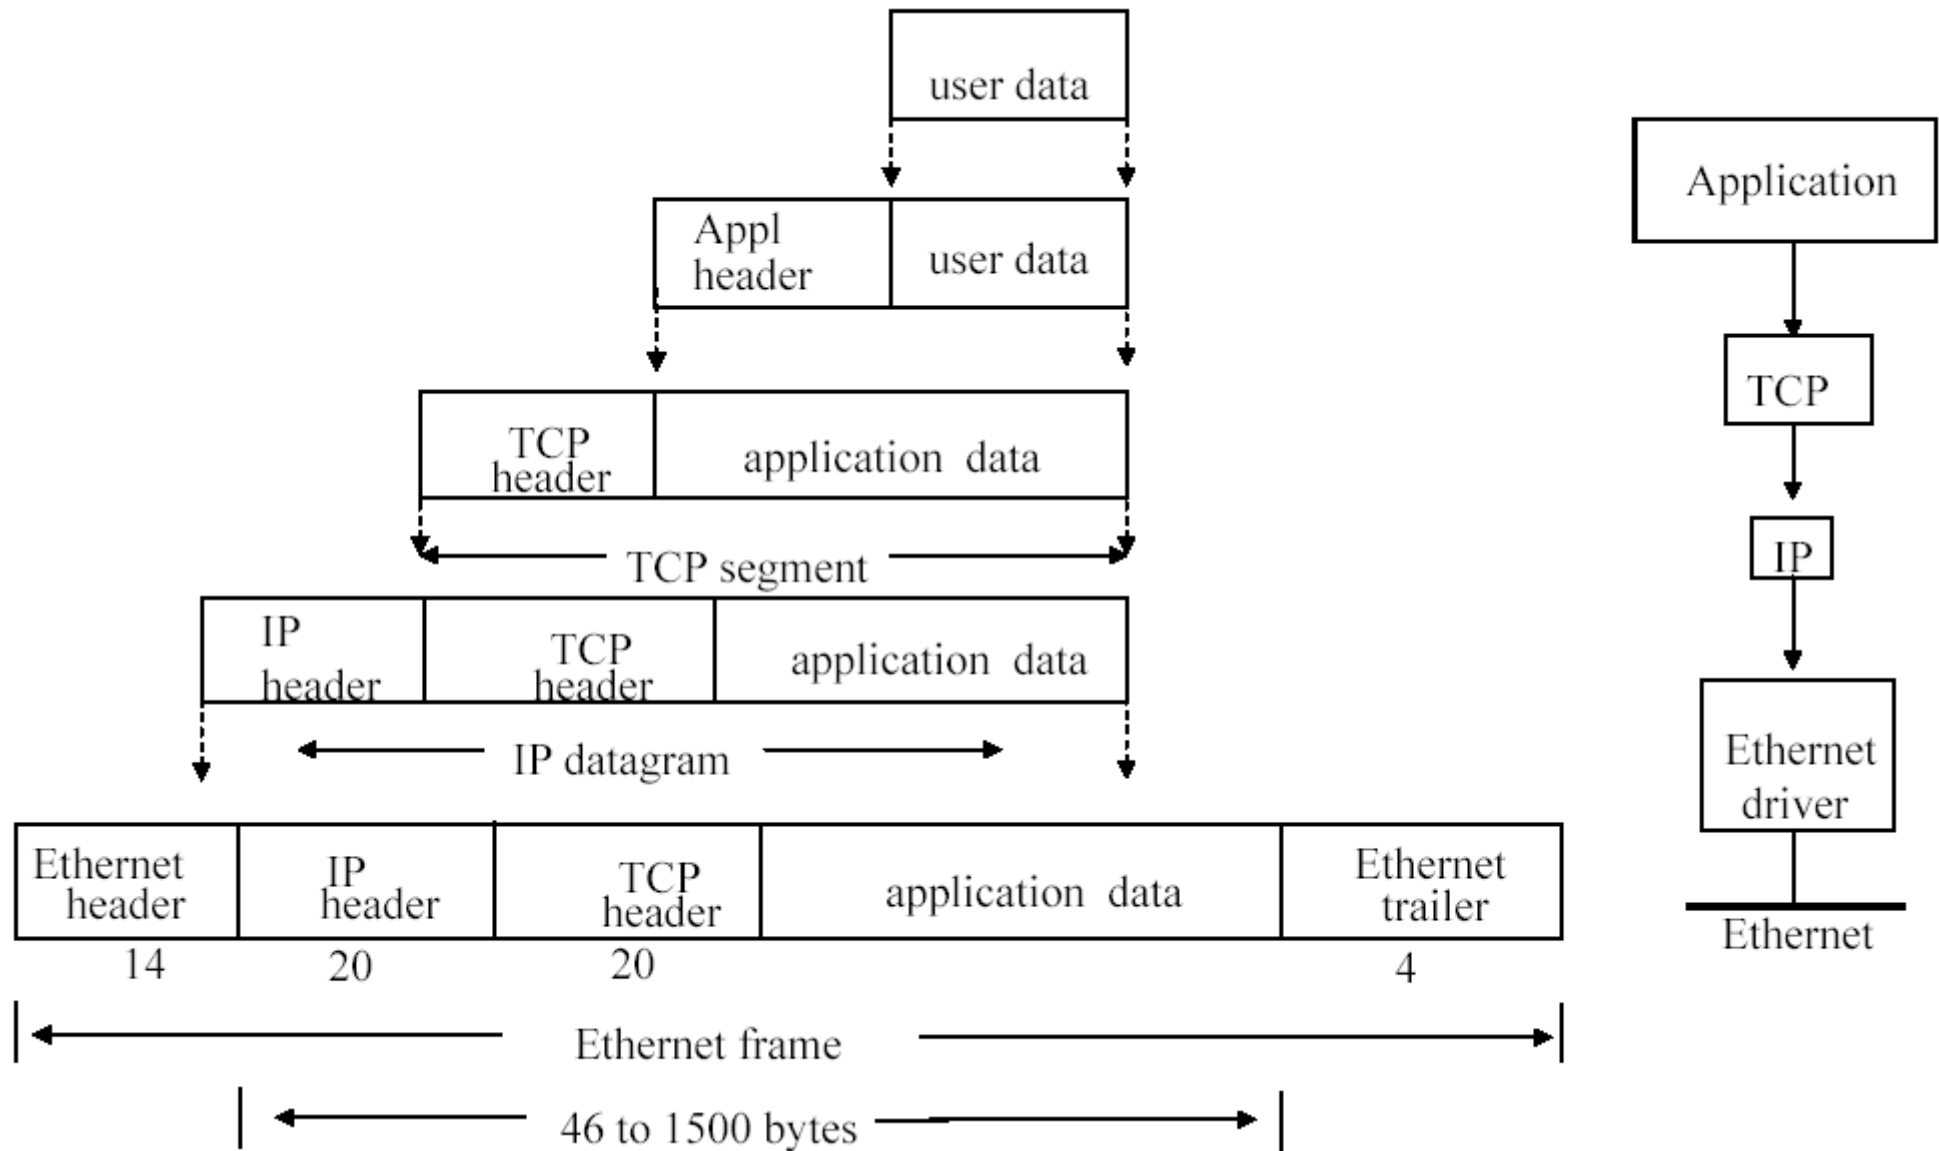 user data
Appl
header
user data
TCP
header
application data
TCP segment
IP
header
TCP
header
application data
IP datagram
Ethernet
header
IP
header
TCP
header
application data
Ethernet
trailer
14
20
20
4
Ethernet frame
46 to 1500 bytes
Application
TCP
IP
Ethernet
driver
Ethernet